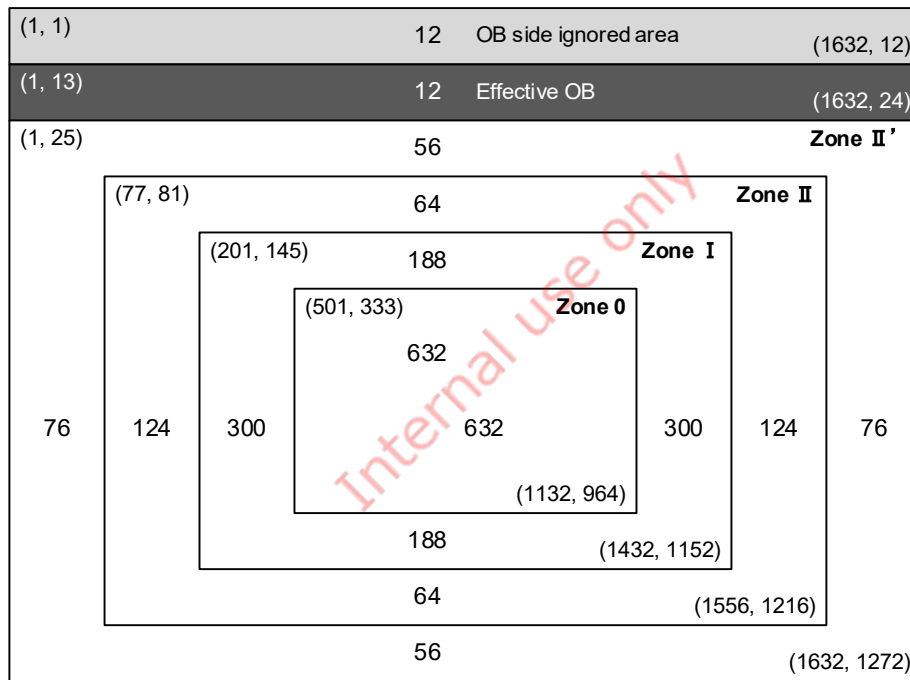 (1, 1)
12 OB side ignored area
(1632, 12)
(1, 13)
12 Effective OB
(1632, 24)
(1, 25)
56
Zone Ⅱ’
(77, 81)
64
Zone Ⅱ
(201, 145)
188
Zone Ⅰ
(501, 333)
Zone 0
632
76 124 300 632 300 124 76
(1132, 964)
188
(1432, 1152)
64
(1556, 1216)
56
(1632, 1272)
Internal use only